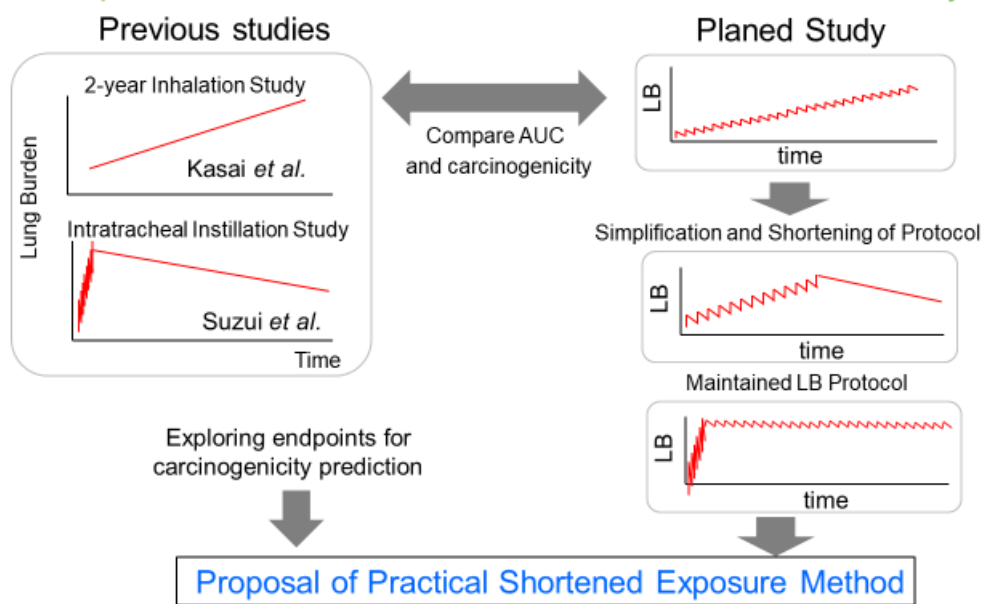 Previous studies
2-year Inhalation Study
Kasai et al.
Lung Burden
Intratracheal Instillation Study
Suzui et al.
Time
Compare AUC
and carcinogenicity
Planed Study
LB
time
Simplification and Shortening of Protocol
LB
time
Maintained LB Protocol
LB
time
Exploring endpoints for
carcinogenicity prediction
Proposal of Practical Shortened Exposure Method